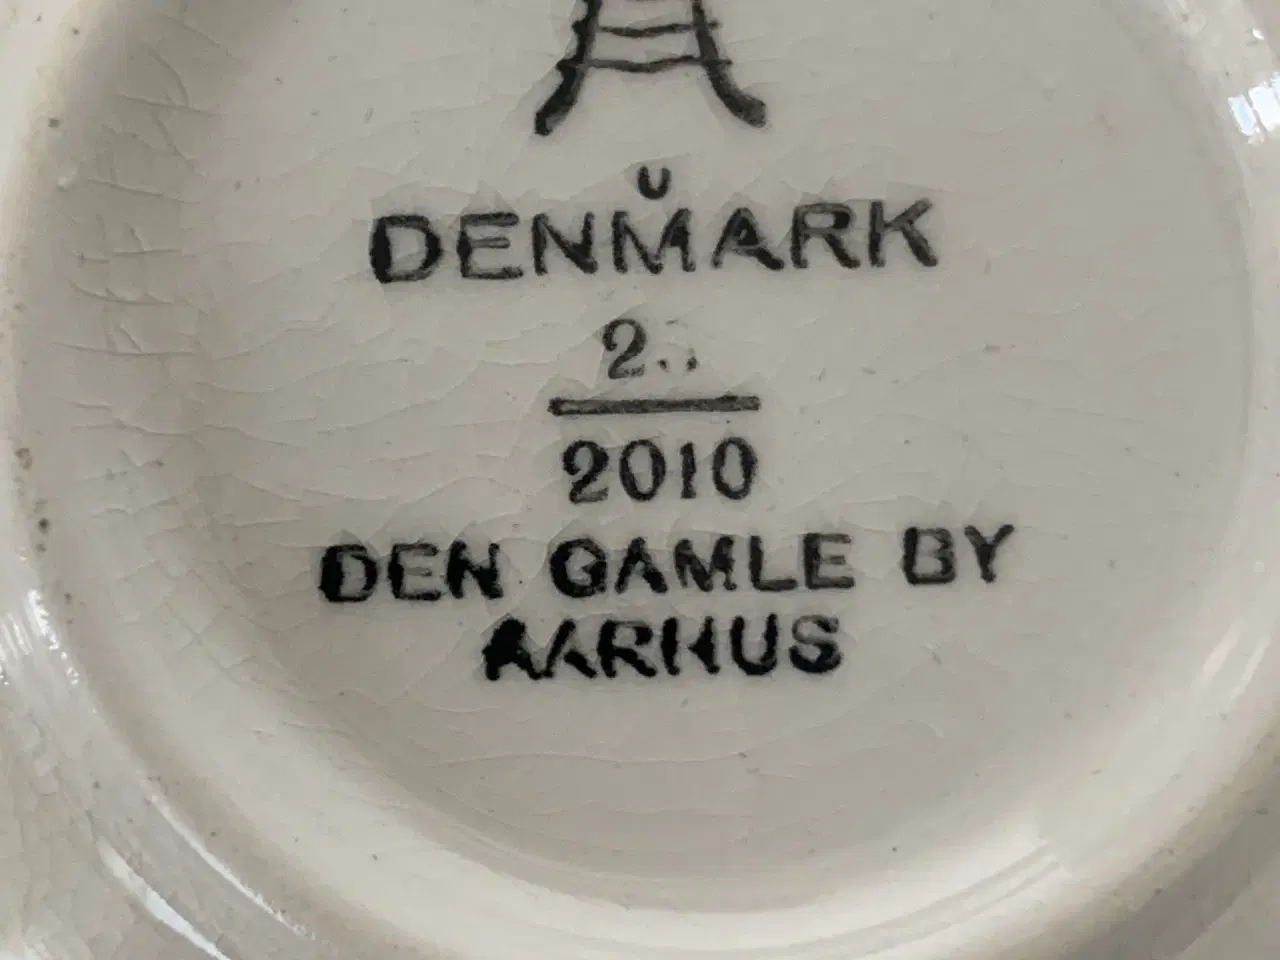 U
DENMARK
2
2010
DEN GAMLE BY
AARHUS